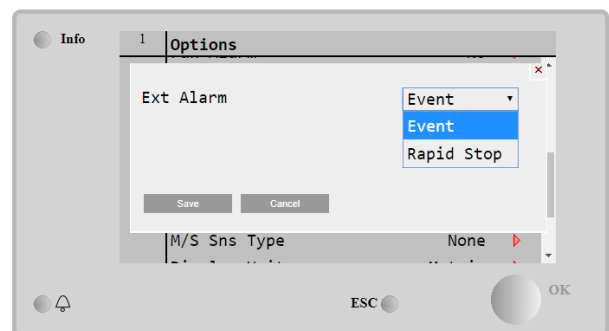 Info
1
Options
Ext Alarm
Event
Event
Rapid Stop
Save
Cancel
M/S Sns Type None
ESC
OK